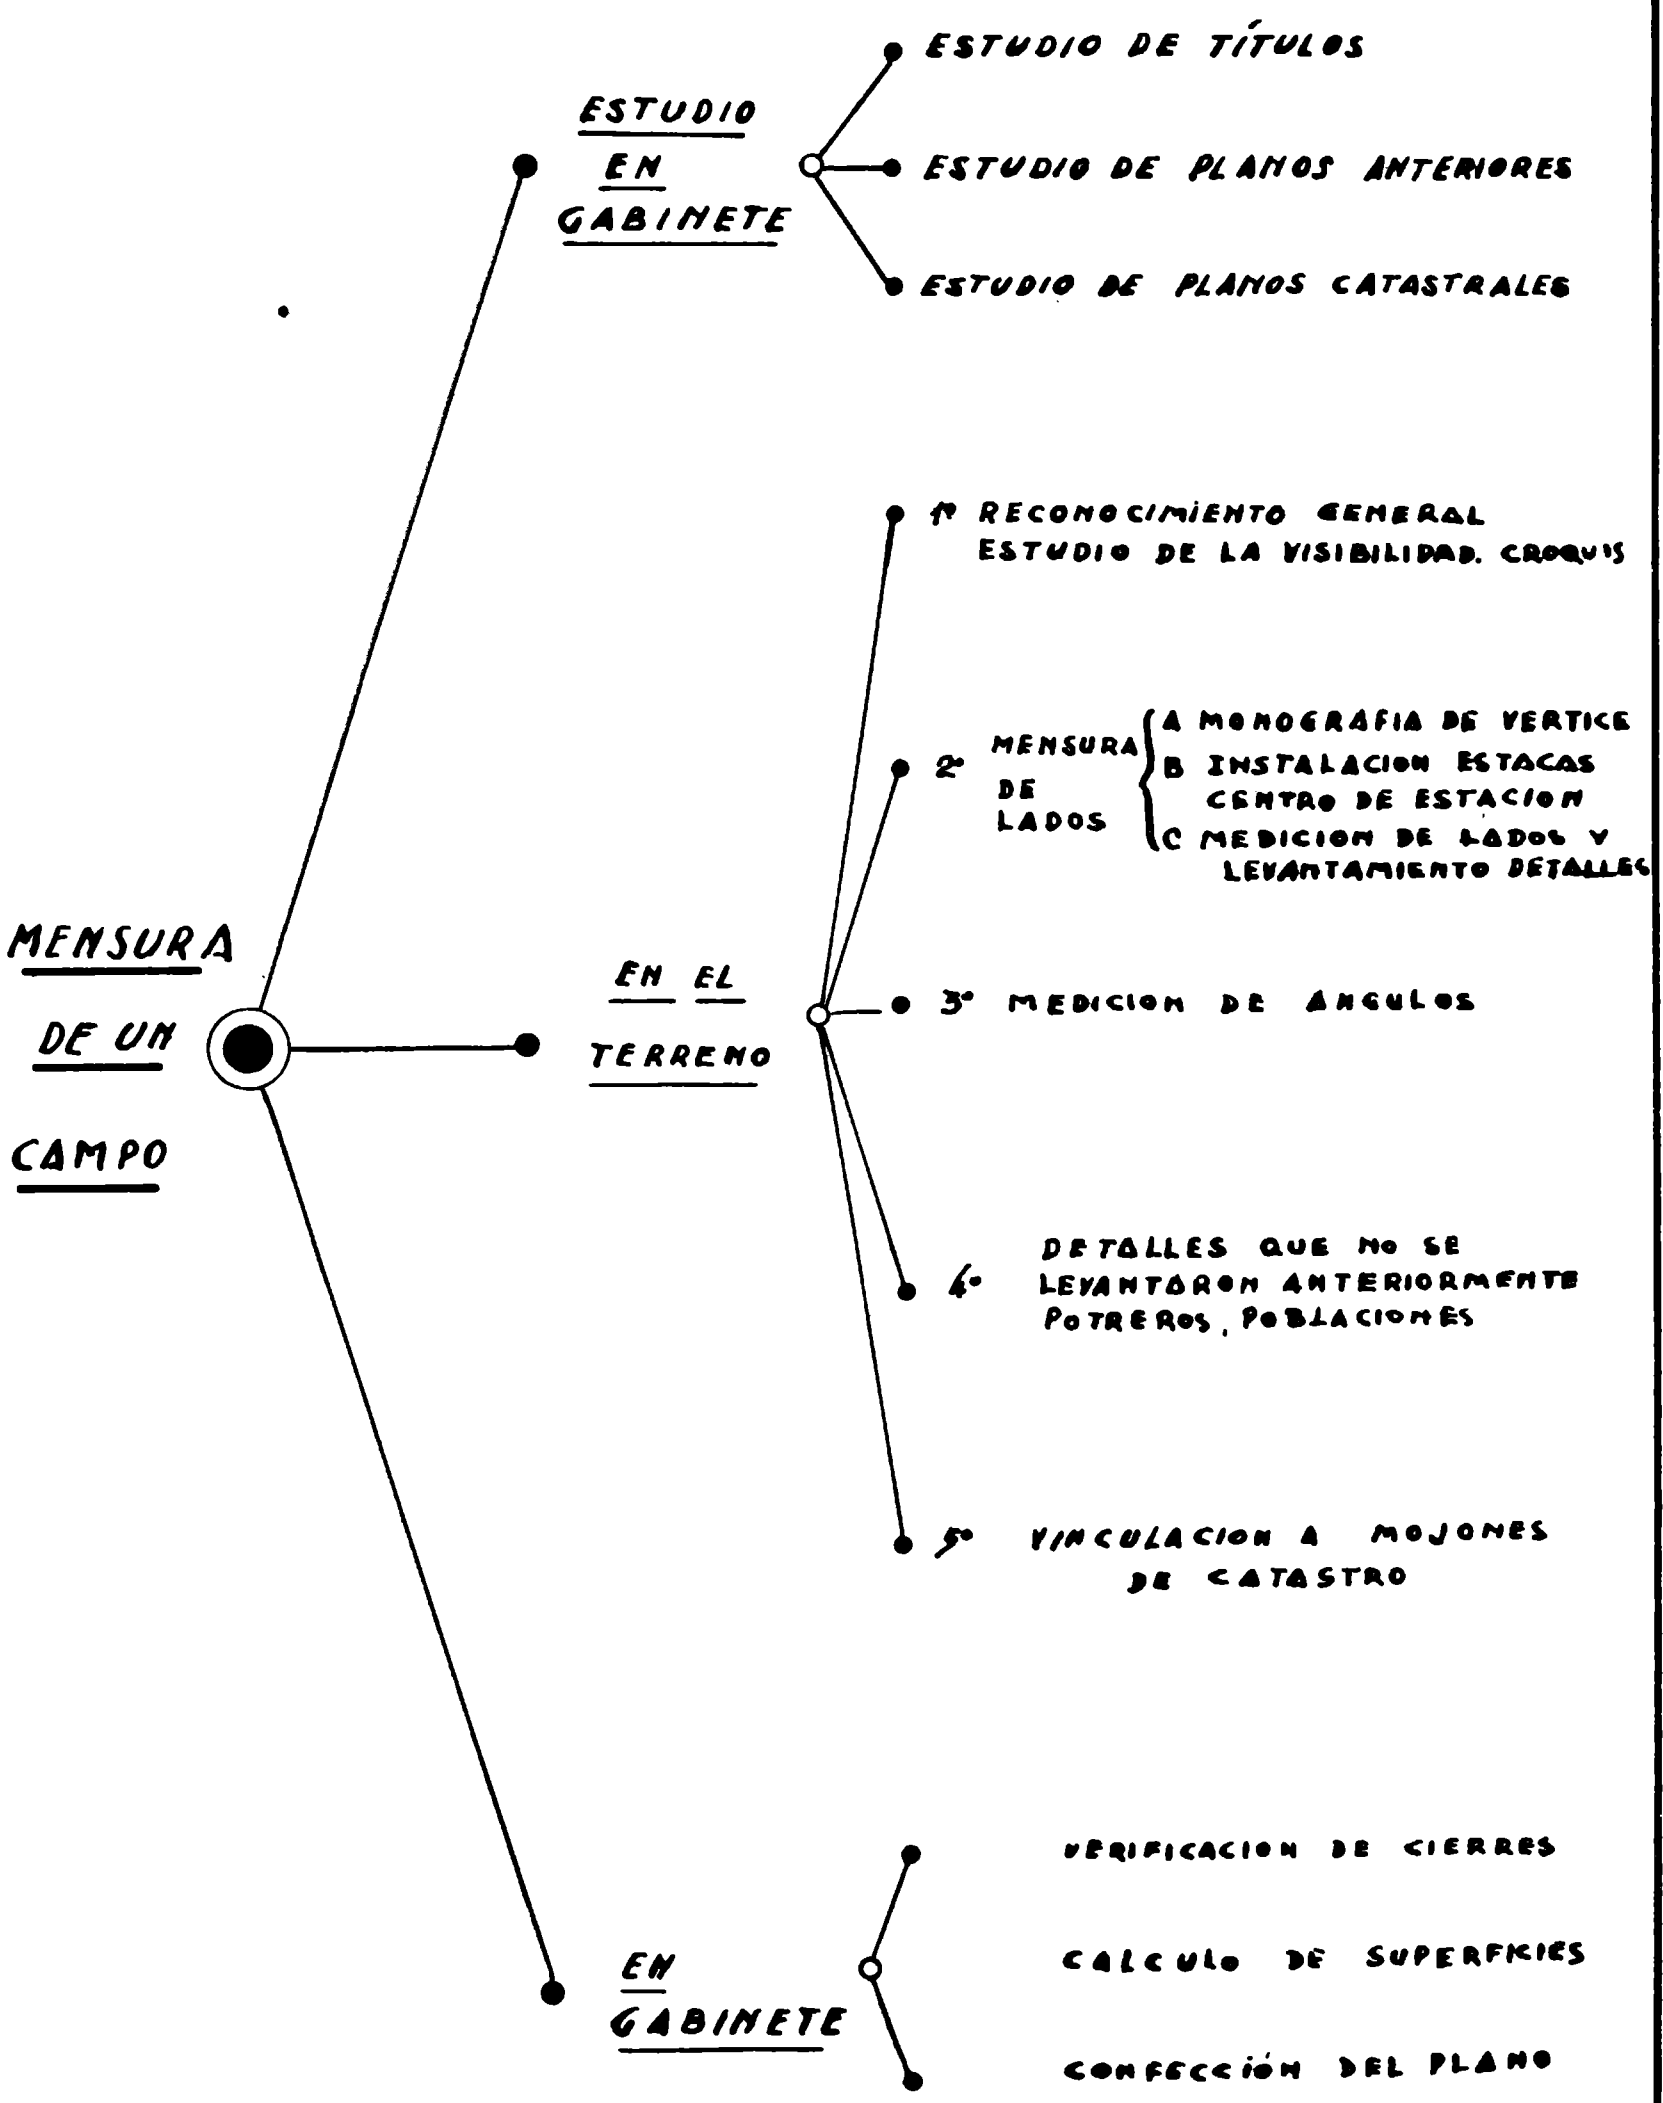 MENSURA
DE UN
CAMPO
ESTUDIO
EN
GABINETE
ESTUDIO DE TÍTULOS
ESTUDIO DE PLANOS ANTERIORES
ESTUDIO DE PLANOS CATASTRALES
EN EL
TERRENO
1º RECONOCIMIENTO GENERAL
ESTUDIO DE LA VISIBILIDAD. CROQUIS
2º MENSURA
DE
LADOS
A MONOGRAFIA DE VERTICE
B INSTALACION ESTACAS
CENTRO DE ESTACION
C MEDICION DE LADOS Y
LEVANTAMIENTO DETALLES
3º MEDICION DE ANGULOS
4º DETALLES QUE NO SE
LEVANTARON ANTERIORMENTE
POTREROS, POBLACIONES
5º VINCULACION A MOJONES
DE CATASTRO
EN
GABINETE
VERIFICACION DE CIERRES
CALCULO DE SUPERFICIES
CONFECCIÓN DEL PLANO